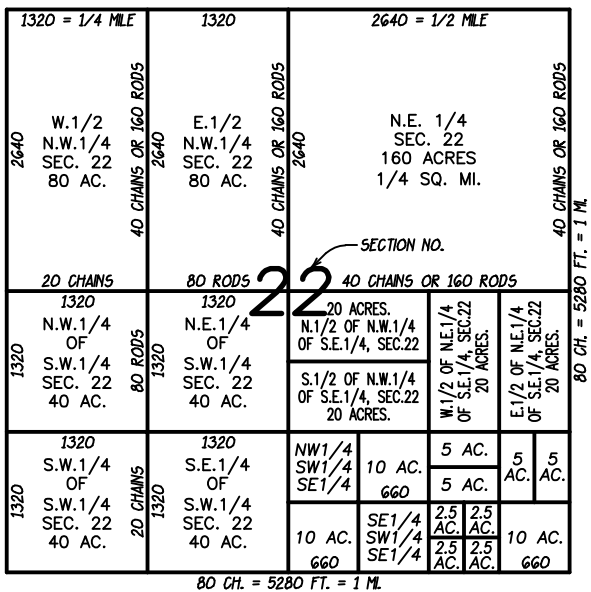 1320 = 1/4 MILE
1320
2640 = 1/2 MILE
2640
W.1/2
N.W.1/4
SEC. 22
80 AC.
40 CHAINS OR 160 RODS
2640
E.1/2
N.W.1/4
SEC. 22
80 AC.
40 CHAINS OR 160 RODS
2640
N.E. 1/4
SEC. 22
160 ACRES
1/4 SQ. MI.
40 CHAINS OR 160 RODS
SECTION NO.
22
20 CHAINS
80 RODS
40 CHAINS OR 160 RODS
80 CH. = 5280 FT. = 1 MI.
1320
1320
N.W.1/4
OF
S.W.1/4
SEC. 22
40 AC.
80 RODS
1320
1320
N.E.1/4
OF
S.W.1/4
SEC. 22
40 AC.
20 ACRES.
N.1/2 OF N.W.1/4
OF S.E.1/4, SEC.22
S.1/2 OF N.W.1/4
OF S.E.1/4, SEC.22
20 ACRES.
W.1/2 OF N.E.1/4
OF S.E.1/4, SEC.22
20 ACRES.
E.1/2 OF N.E.1/4
OF S.E.1/4, SEC.22
20 ACRES.
1320
1320
S.W.1/4
OF
S.W.1/4
SEC. 22
40 AC.
20 CHAINS
1320
1320
S.E.1/4
OF
S.W.1/4
SEC. 22
40 AC.
NW1/4
SW1/4
SE1/4
10 AC.
660
5 AC.
5 AC.
5
AC.
5
AC.
10 AC.
660
SE1/4
SW1/4
SE1/4
2.5
AC.
2.5
AC.
2.5
AC.
2.5
AC.
10 AC.
660
80 CH. = 5280 FT. = 1 MI.